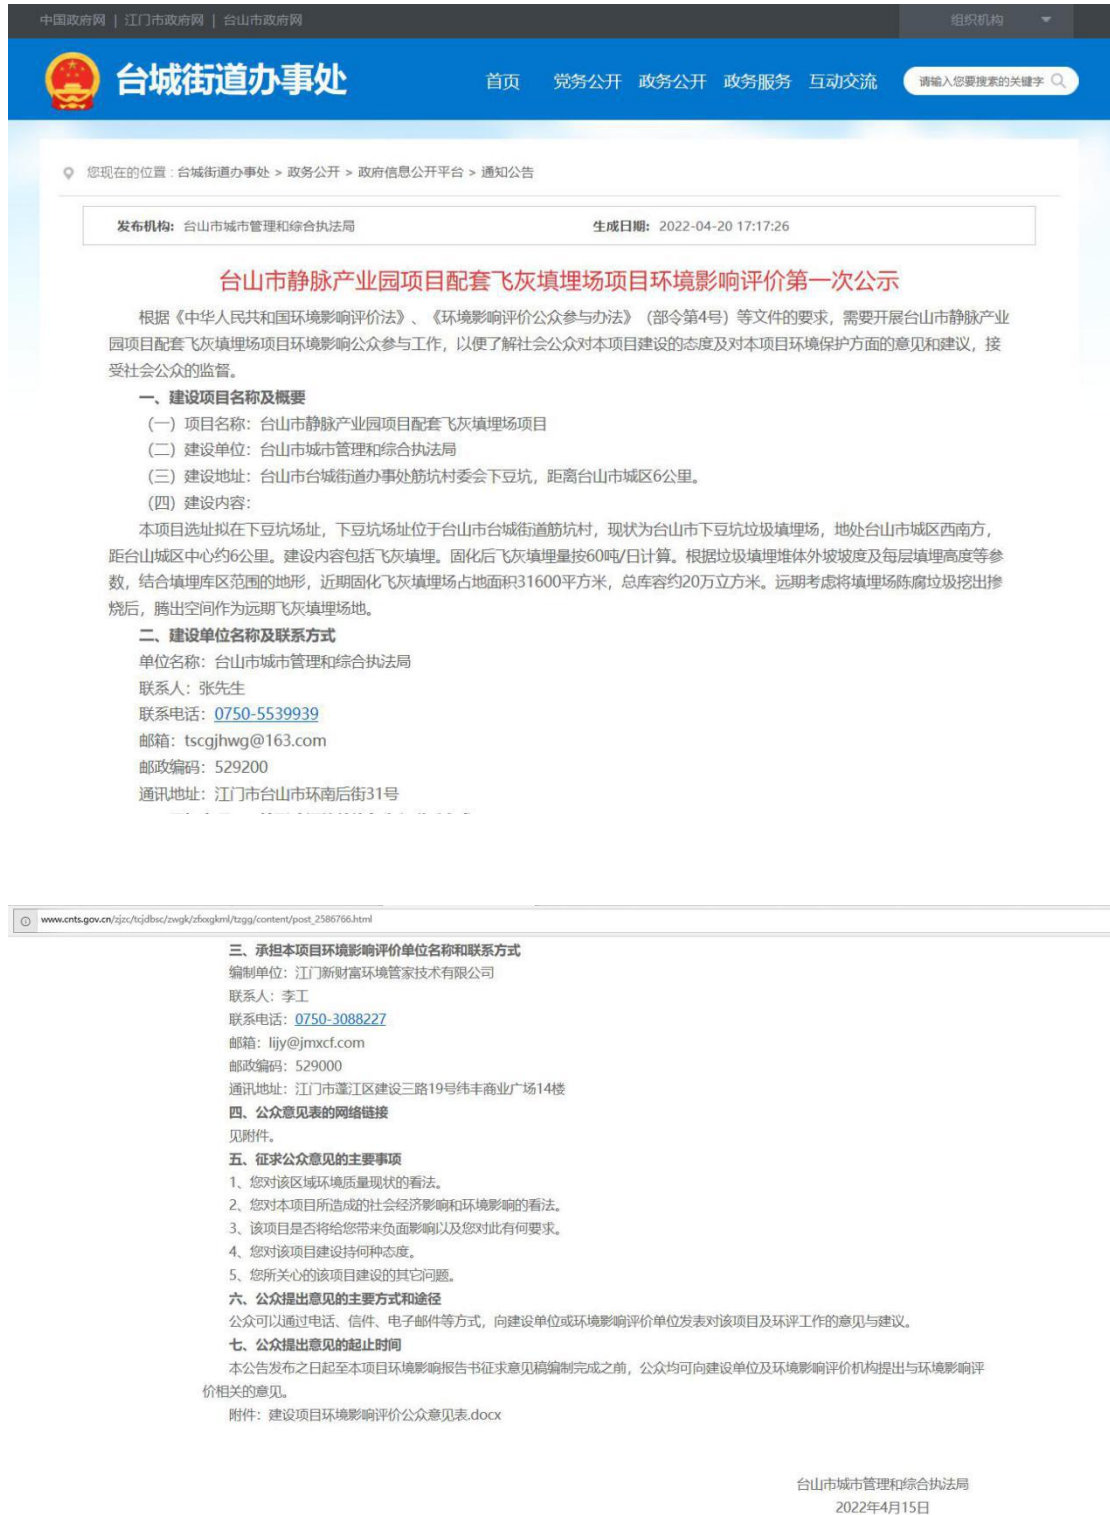 中国政府网 | 江门市政府网 | 台山市政府网
组织机构
台城街道办事处
首页 党务公开 政务公开 政务服务 互动交流
请输入您要搜索的关键字
您现在的位置：台城街道办事处 > 政务公开 > 政府信息公开平台 > 通知公告
发布机构：台山市城市管理和综合执法局 生成日期：2022-04-20 17:17:26
台山市静脉产业园项目配套飞灰填埋场项目环境影响评价第一次公示
根据《中华人民共和国环境影响评价法》、《环境影响评价公众参与办法》（部令第4号）等文件的要求，需要开展台山市静脉产业
园项目配套飞灰填埋场项目环境影响公众参与工作，以便了解社会公众对本项目建设的态度及对本项目环境保护方面的意见和建议，接
受社会公众的监督。
一、建设项目名称及概要
（一）项目名称：台山市静脉产业园项目配套飞灰填埋场项目
（二）建设单位：台山市城市管理和综合执法局
（三）建设地址：台山市台城街道办事处筋坑村委会下豆坑，距离台山市城区6公里。
（四）建设内容：
本项目选址拟在下豆坑场址，下豆坑场址位于台山市台城街道筋坑村，现状为台山市下豆坑垃圾填埋场，地处台山市城区西南方，
距台山城区中心约6公里。建设内容包括飞灰填埋。固化后飞灰填埋量按60吨/日计算。根据垃圾填埋堆体外坡坡度及每层填埋高度等参
数，结合填埋库区范围的地形，近期固化飞灰填埋场占地面积31600平方米，总库容约20万立方米。远期考虑将填埋场陈腐垃圾挖出掺
烧后，腾出空间作为远期飞灰填埋场地。
二、建设单位名称及联系方式
单位名称：台山市城市管理和综合执法局
联系人：张先生
联系电话：0750-5539939
邮箱：tscgjhwg@163.com
邮政编码：529200
通讯地址：江门市台山市环南后街31号
www.cnts.gov.cn/zjzc/tcjdbsc/zwgk/zfxxgkml/tzgg/content/post_2586766.html
三、承担本项目环境影响评价单位名称和联系方式
编制单位：江门新财富环境管家技术有限公司
联系人：李工
联系电话：0750-3088227
邮箱：lijy@jmxcf.com
邮政编码：529000
通讯地址：江门市蓬江区建设三路19号纬丰商业广场14楼
四、公众意见表的网络链接
见附件。
五、征求公众意见的主要事项
1、您对该区域环境质量现状的看法。
2、您对本项目所造成的社会经济影响和环境影响的看法。
3、该项目是否将给您带来负面影响以及您对此有何要求。
4、您对该项目建设持何种态度。
5、您所关心的该项目建设的其它问题。
六、公众提出意见的主要方式和途径
公众可以通过电话、信件、电子邮件等方式，向建设单位或环境影响评价单位发表对该项目及环评工作的意见与建议。
七、公众提出意见的起止时间
本公告发布之日起至本项目环境影响报告书征求意见稿编制完成之前，公众均可向建设单位及环境影响评价机构提出与环境影响评
价相关的意见。
附件：建设项目环境影响评价公众意见表.docx
台山市城市管理和综合执法局
2022年4月15日